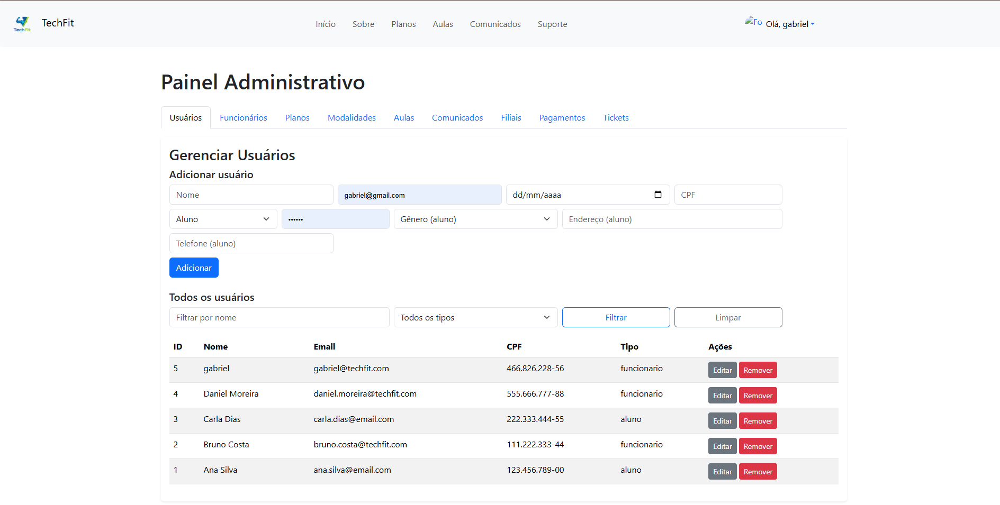 TechFit TechFit Início Sobre Planos Aulas Comunicados Suporte Fo Olá, gabriel
Painel Administrativo
Usuários Funcionários Planos Modalidades Aulas Comunicados Filiais Pagamentos Tickets
Gerenciar Usuários
Adicionar usuário
Nome gabriel@gmail.com dd/mm/aaaa CPF
Aluno •••••• Gênero (aluno) Endereço (aluno)
Telefone (aluno)
Adicionar
Todos os usuários
Filtrar por nome Todos os tipos Filtrar Limpar
ID Nome Email CPF Tipo Ações
5 gabriel gabriel@techfit.com 466.826.228-56 funcionario Editar Remover
4 Daniel Moreira daniel.moreira@techfit.com 555.666.777-88 funcionario Editar Remover
3 Carla Dias carla.dias@email.com 222.333.444-55 aluno Editar Remover
2 Bruno Costa bruno.costa@techfit.com 111.222.333-44 funcionario Editar Remover
1 Ana Silva ana.silva@email.com 123.456.789-00 aluno Editar Remover